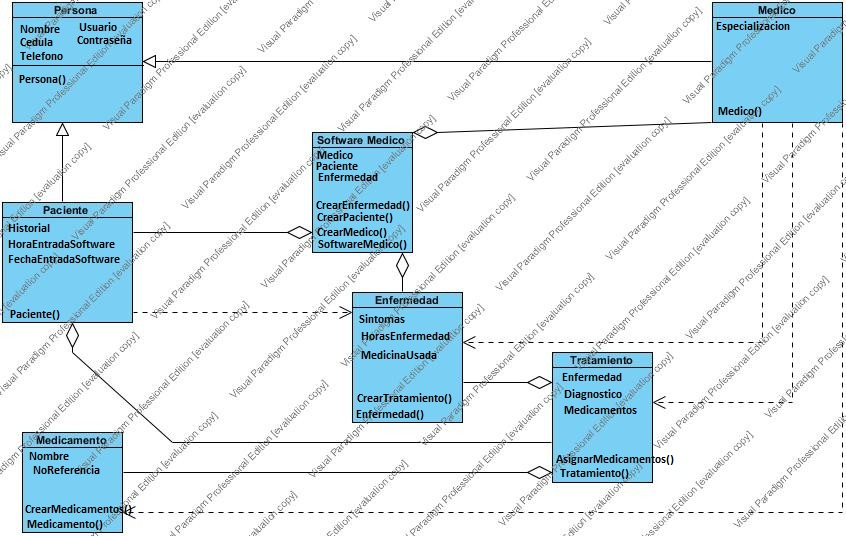 Persona
Nombre
Usuario
Cedula
Contraseña
Telefono
Persona()
Medico
Especializacion
Medico()
Software Medico
Medico
Paciente
Enfermedad
CrearEnfermedad()
CrearPaciente()
CrearMedico()
SoftwareMedico()
Paciente
Historial
HoraEntradaSoftware
FechaEntradaSoftware
Paciente()
Enfermedad
Sintomas
HorasEnfermedad
MedicinaUsada
CrearTratamiento()
Enfermedad()
Tratamiento
Enfermedad
Diagnostico
Medicamentos
AsignarMedicamentos()
Tratamiento()
Medicamento
Nombre
NoReferencia
CrearMedicamentos()
Medicamento()
Visual Paradigm Professional Edition [evaluation copy]